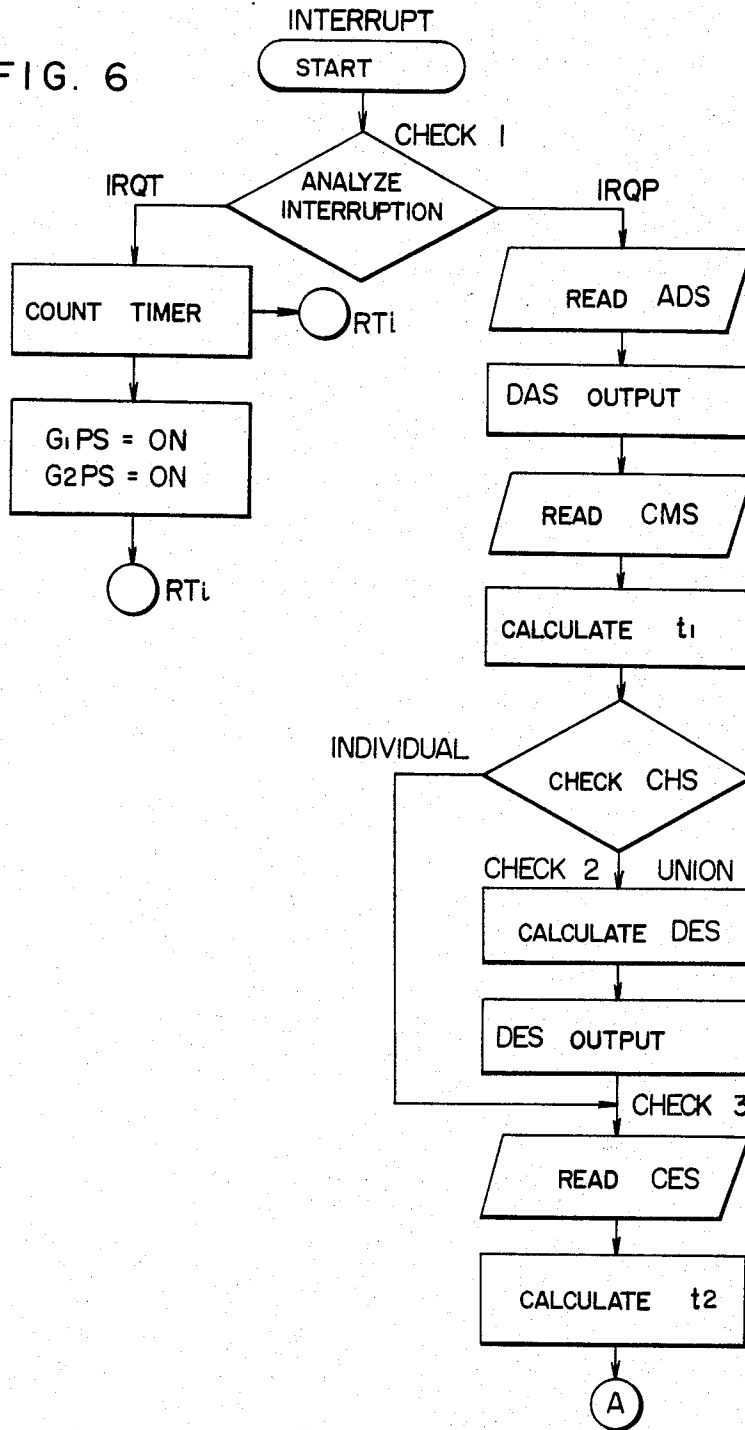 FIG. 6
INTERRUPT
START
CHECK 1
ANALYZE
INTERRUPTION
IRQT
IRQP
COUNT TIMER
RTi
G1PS = ON
G2PS = ON
RTi
READ ADS
DAS OUTPUT
READ CMS
CALCULATE t1
INDIVIDUAL
CHECK CHS
CHECK 2 UNION
CALCULATE DES
DES OUTPUT
CHECK 3
READ CES
CALCULATE t2
A